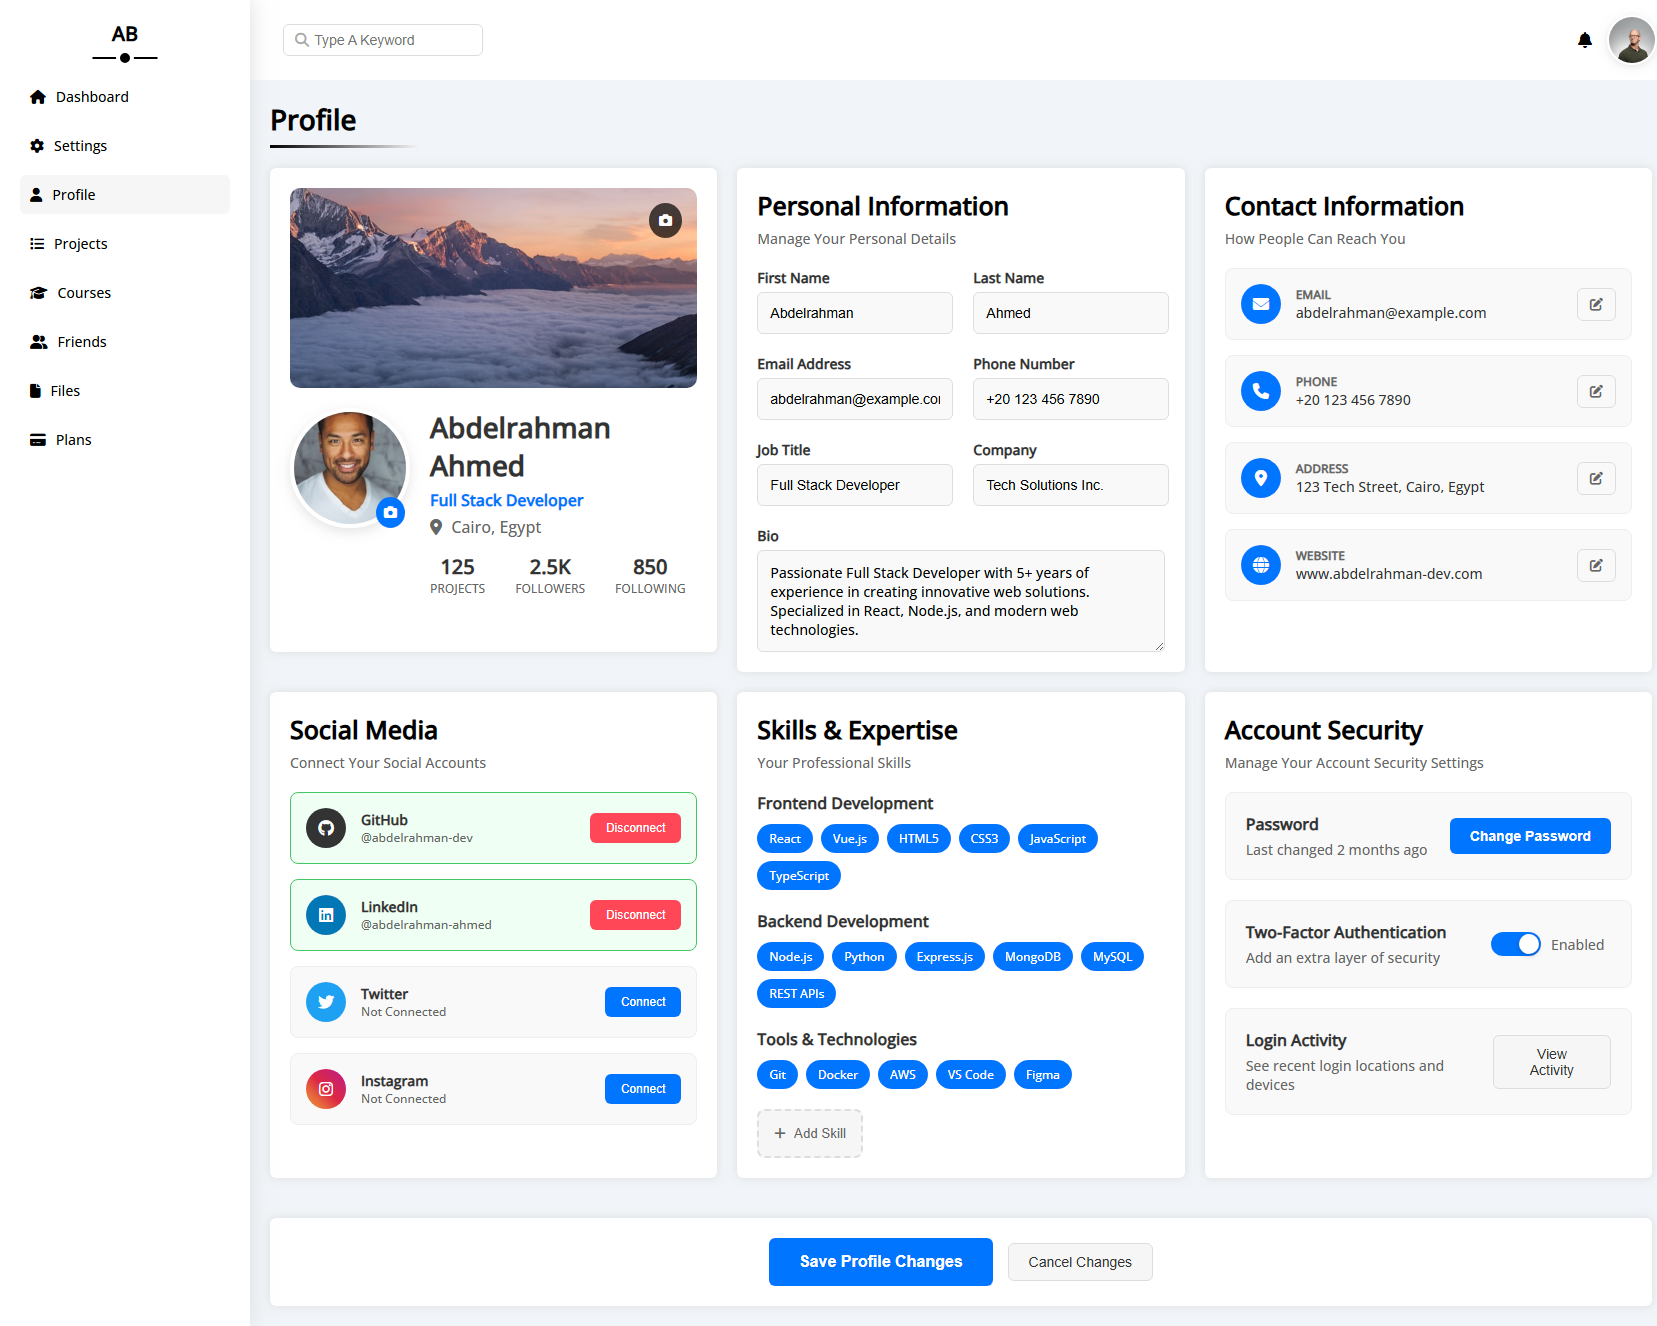 AB
Dashboard
Settings
Profile
Projects
Courses
Friends
Files
Plans
Type A Keyword
Profile
Abdelrahman
Ahmed
Full Stack Developer
Cairo, Egypt
125
PROJECTS
2.5K
FOLLOWERS
850
FOLLOWING
Personal Information
Manage Your Personal Details
First Name
Abdelrahman
Last Name
Ahmed
Email Address
abdelrahman@example.co
Phone Number
+20 123 456 7890
Job Title
Full Stack Developer
Company
Tech Solutions Inc.
Bio
Passionate Full Stack Developer with 5+ years of
experience in creating innovative web solutions.
Specialized in React, Node.js, and modern web
technologies.
Contact Information
How People Can Reach You
EMAIL
abdelrahman@example.com
PHONE
+20 123 456 7890
ADDRESS
123 Tech Street, Cairo, Egypt
WEBSITE
www.abdelrahman-dev.com
Social Media
Connect Your Social Accounts
GitHub
@abdelrahman-dev
Disconnect
LinkedIn
@abdelrahman-ahmed
Disconnect
Twitter
Not Connected
Connect
Instagram
Not Connected
Connect
Skills & Expertise
Your Professional Skills
Frontend Development
React Vue.js HTML5 CSS3 JavaScript
TypeScript
Backend Development
Node.js Python Express.js MongoDB MySQL
REST APIs
Tools & Technologies
Git Docker AWS VS Code Figma
Add Skill
Account Security
Manage Your Account Security Settings
Password
Last changed 2 months ago
Change Password
Two-Factor Authentication
Add an extra layer of security
Enabled
Login Activity
See recent login locations and
devices
View
Activity
Save Profile Changes
Cancel Changes